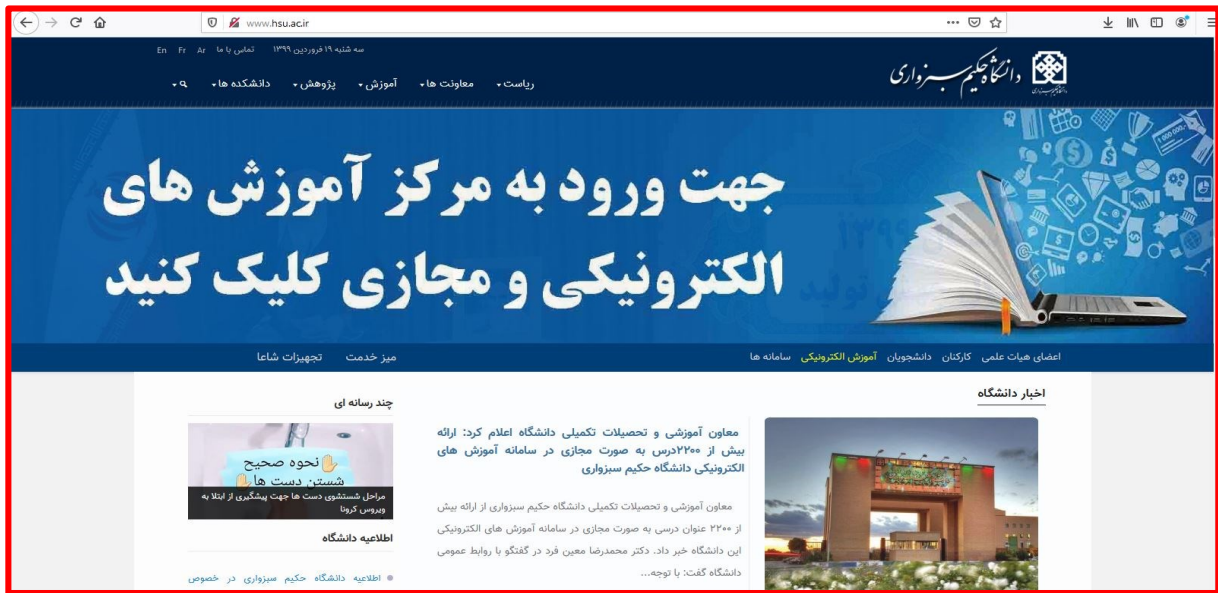 www.hsu.ac.ir
سه شنبه ۱۹ فروردین ۱۳۹۹ تماس با ما Ar Fr En
دانشگاه حکیم سبزواری
ریاست معاونت ها آموزش پژوهش دانشکده ها
جهت ورود به مرکز آموزش های
الکترونیکی و مجازی کلیک کنید
اعضای هیات علمی کارکنان دانشجویان آموزش الکترونیکی سامانه ها
میز خدمت تجهیزات شاعا
اخبار دانشگاه
معاون آموزشی و تحصیلات تکمیلی دانشگاه اعلام کرد: ارائه
بیش از ۲۲۰۰درس به صورت مجازی در سامانه آموزش های
الکترونیکی دانشگاه حکیم سبزواری
معاون آموزشی و تحصیلات تکمیلی دانشگاه حکیم سبزواری از ارائه بیش
از ۲۲۰۰ عنوان درسی به صورت مجازی در سامانه آموزش های الکترونیکی
این دانشگاه خبر داد. دکتر محمدرضا معین فرد در گفتگو با روابط عمومی
دانشگاه گفت: با توجه...
چند رسانه ای
نحوه صحیح
شستن دست ها
مراحل شستشوی دست ها جهت پیشگیری از ابتلا به
ویروس کرونا
اطلاعیه دانشگاه
اطلاعیه دانشگاه حکیم سبزواری در خصوص